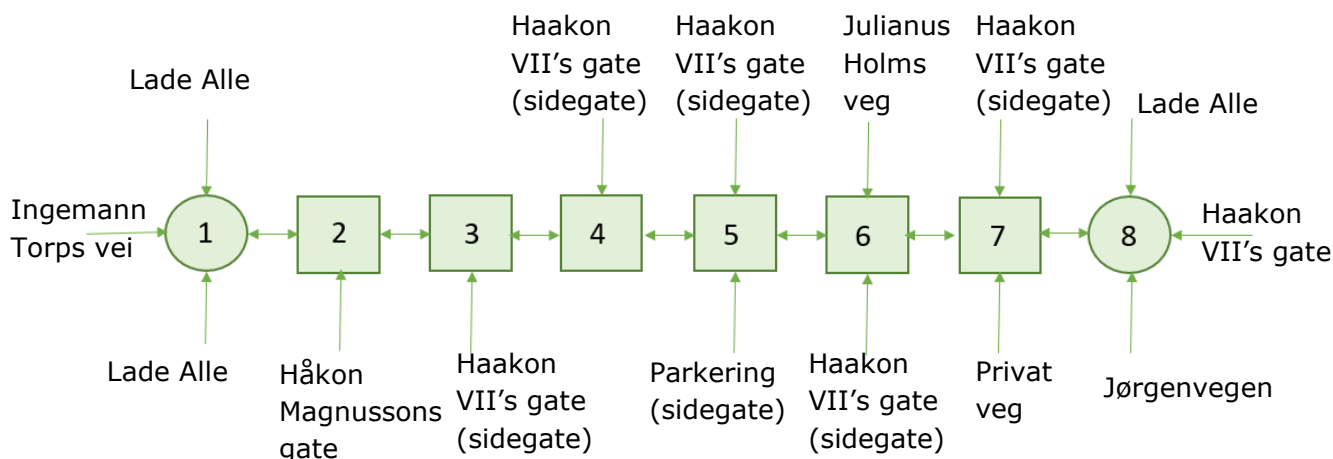 Haakon
VII's gate
(sidegate)
Haakon
VII's gate
(sidegate)
Julianus
Holms
veg
Haakon
VII's gate
(sidegate)
Lade Alle
Lade Alle
Ingemann
Torps vei
1
2
3
4
5
6
7
8
Haakon
VII's gate
Lade Alle
Håkon
Magnussons
gate
Haakon
VII's gate
(sidegate)
Parkering
(sidegate)
Haakon
VII's gate
(sidegate)
Privat
veg
Jørgenvegen